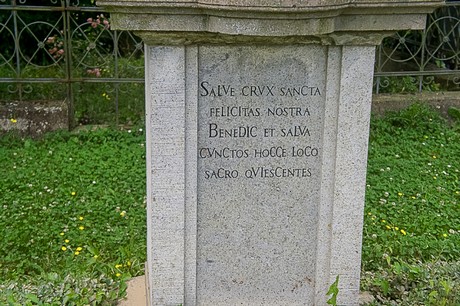 SALVE CRVX SANCTA
FELICITAS NOSTRA
BENEDIC ET SALVA
CVNCTOS HOCCE LOCO
SACRO QVIESCENTES